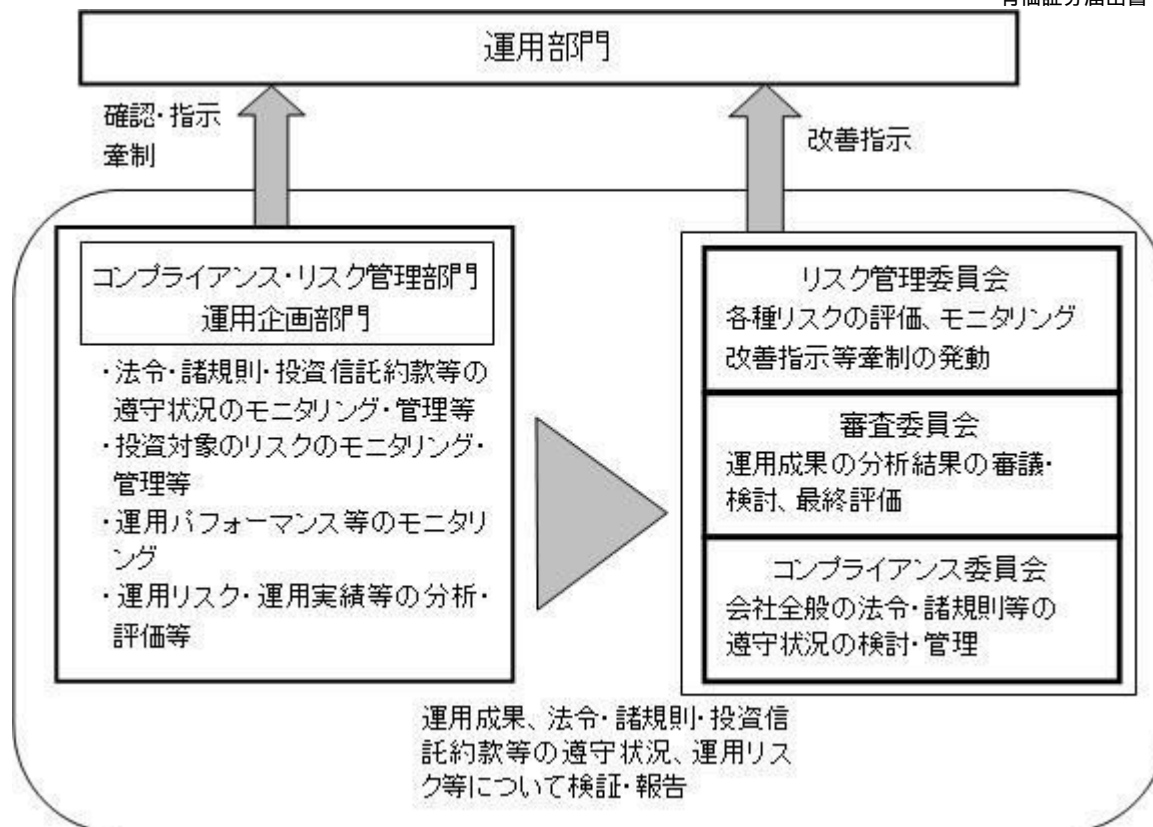 有価証券届出書
運用部門
確認・指示
牽制
改善指示
コンプライアンス・リスク管理部門
運用企画部門
・法令・諸規則・投資信託約款等の
遵守状況のモニタリング・管理等
・投資対象のリスクのモニタリング・
管理等
・運用パフォーマンス等のモニタリ
ング
・運用リスク・運用実績等の分析・
評価等
リスク管理委員会
各種リスクの評価、モニタリング
改善指示等牽制の発動
審査委員会
運用成果の分析結果の審議・
検討、最終評価
コンプライアンス委員会
会社全般の法令・諸規則等の
遵守状況の検討・管理
運用成果、法令・諸規則・投資信
託約款等の遵守状況、運用リス
ク等について検証・報告